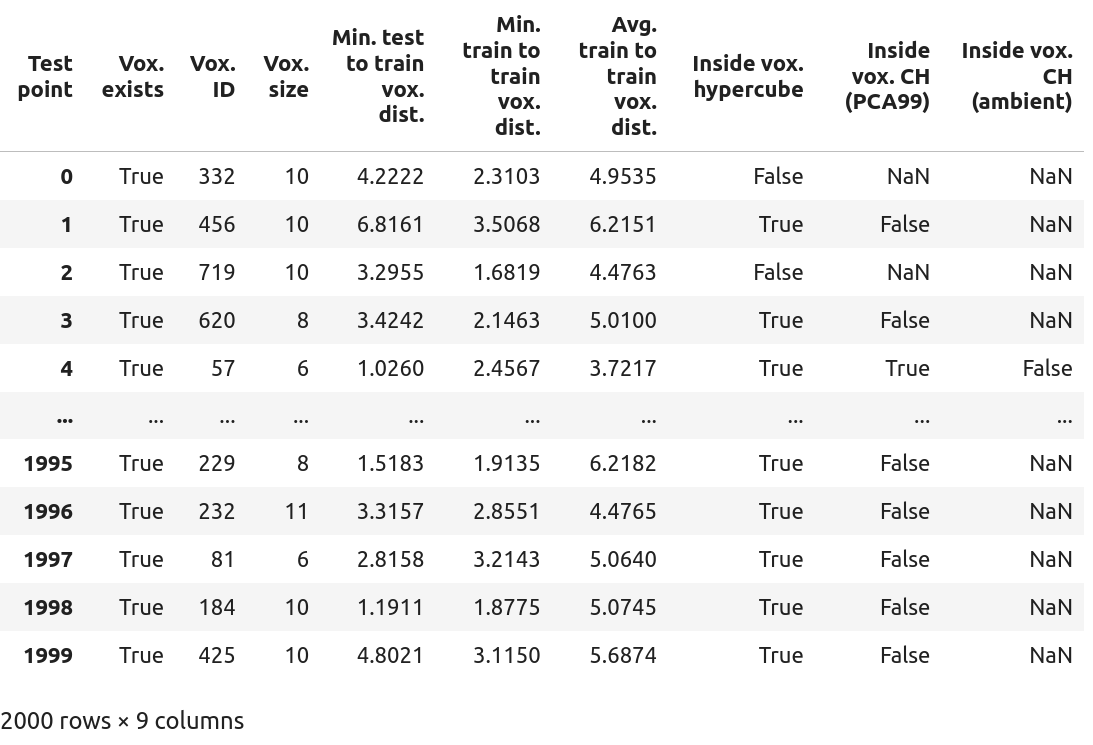 Test point Vox. exists Vox. ID Vox. size Min. test to train vox. dist. Min. train to train vox. dist. Avg. train to train vox. dist. Inside vox. hypercube Inside vox. CH (PCA99) Inside vox. CH (ambient)
0 True 332 10 4.2222 2.3103 4.9535 False NaN NaN
1 True 456 10 6.8161 3.5068 6.2151 True False NaN
2 True 719 10 3.2955 1.6819 4.4763 False NaN NaN
3 True 620 8 3.4242 2.1463 5.0100 True False NaN
4 True 57 6 1.0260 2.4567 3.7217 True True False
... ... ... ... ... ... ... ... ... ...
1995 True 229 8 1.5183 1.9135 6.2182 True False NaN
1996 True 232 11 3.3157 2.8551 4.4765 True False NaN
1997 True 81 6 2.8158 3.2143 5.0640 True False NaN
1998 True 184 10 1.1911 1.8775 5.0745 True False NaN
1999 True 425 10 4.8021 3.1150 5.6874 True False NaN
2000 rows × 9 columns